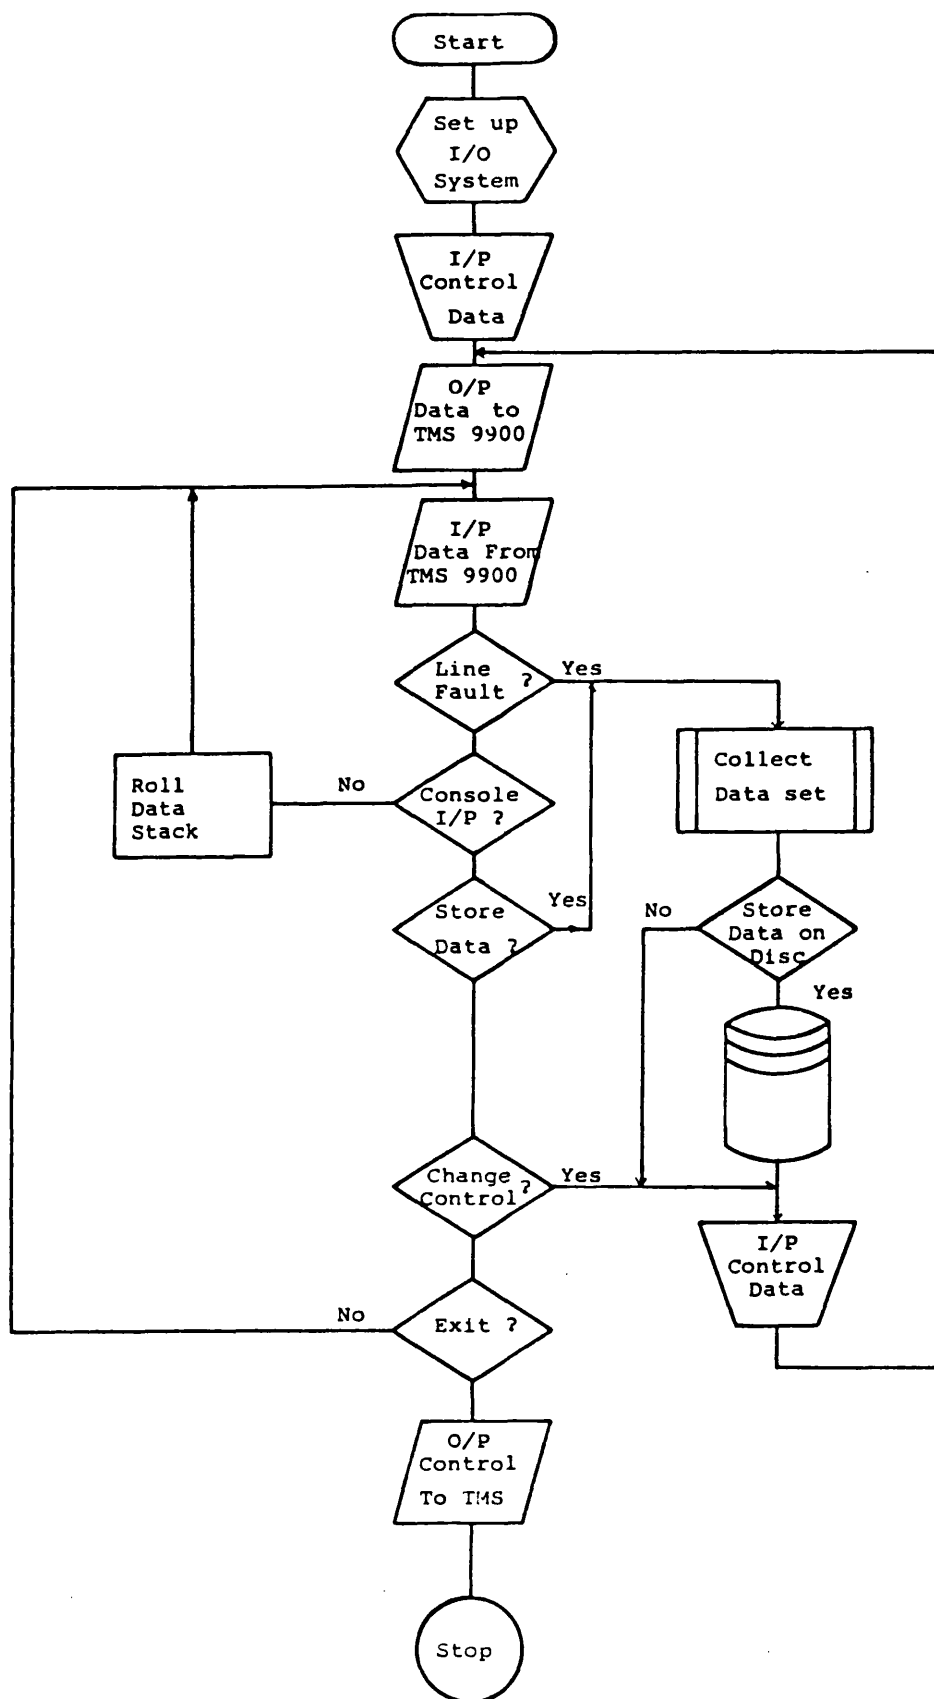 Start
Set up
I/O
System
I/P
Control
Data
O/P
Data to
TMS 9900
I/P
Data From
TMS 9900
Line
Fault ?
Yes
Console
I/P ?
No
Roll
Data
Stack
Collect
Data set
Store
Data ?
Yes
Store
Data on
Disc
No
Yes
Change
Control ?
Yes
I/P
Control
Data
Exit ?
No
O/P
Control
To TMS
Stop